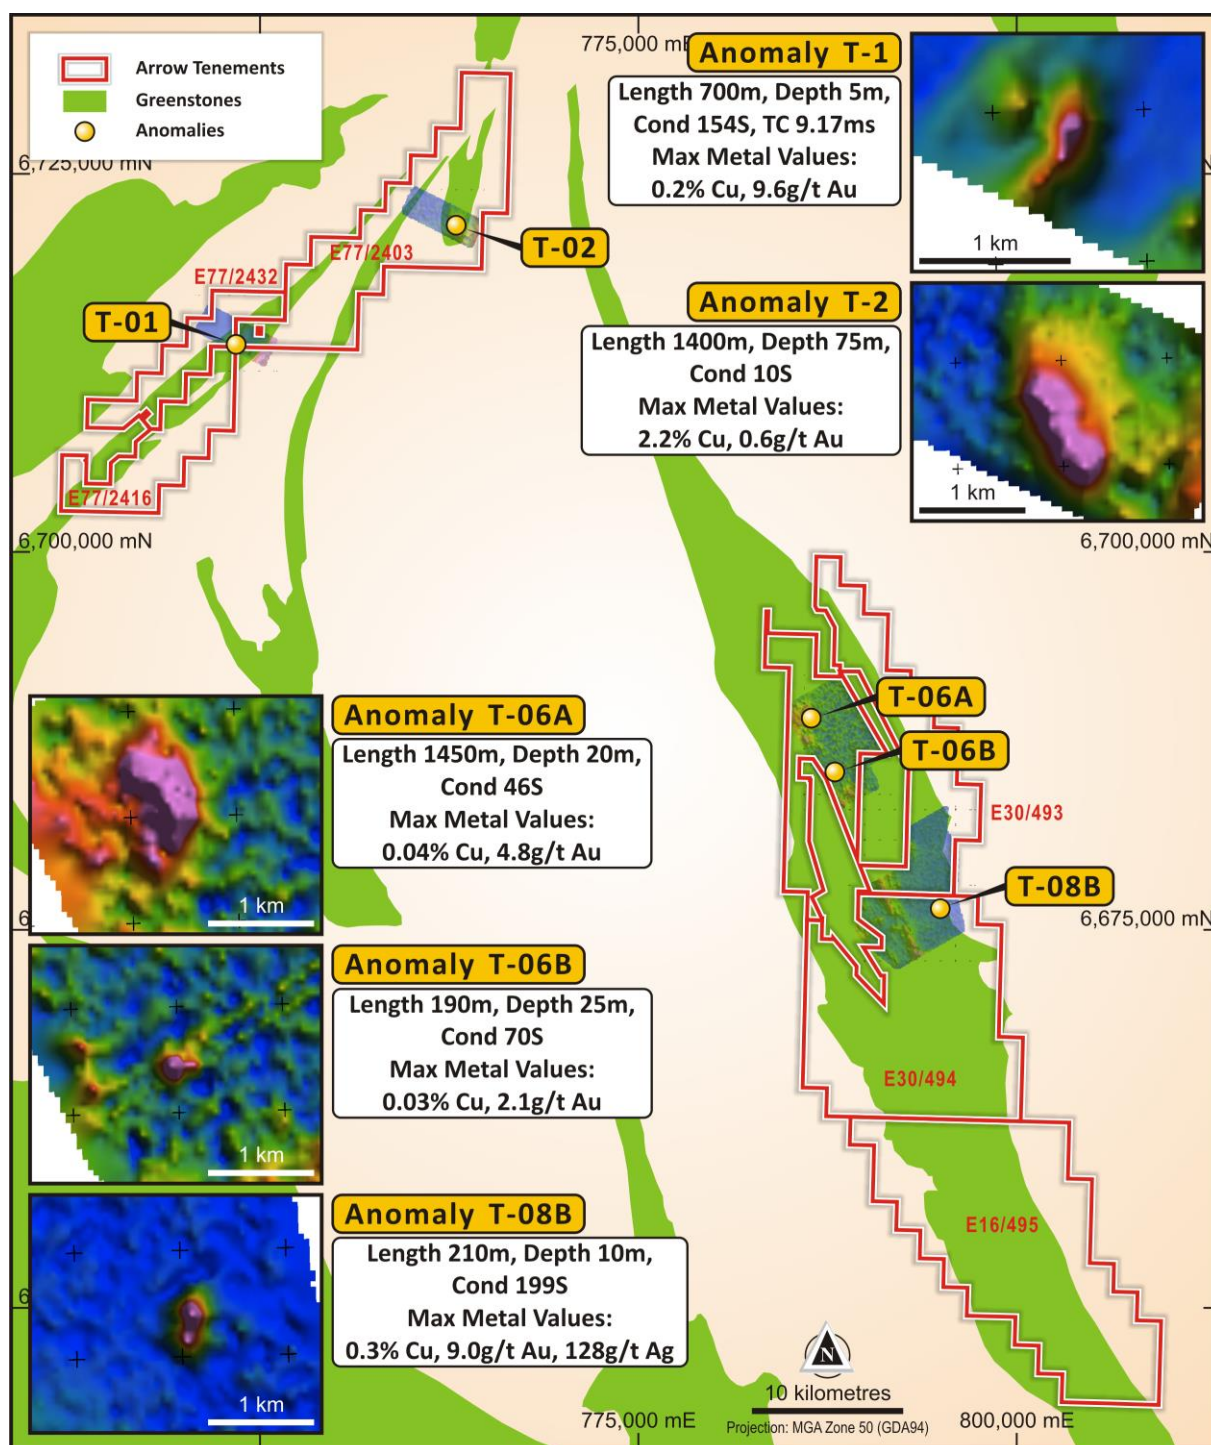 Arrow Tenements
Greenstones
Anomalies
775,000 mE
6,725,000 mN
Anomaly T-1
Length 700m, Depth 5m,
Cond 154S, TC 9.17ms
Max Metal Values:
0.2% Cu, 9.6g/t Au
1 km
T-02
E77/2403
E77/2432
T-01
E77/2416
Anomaly T-2
Length 1400m, Depth 75m,
Cond 10S
Max Metal Values:
2.2% Cu, 0.6g/t Au
1 km
6,700,000 mN
6,700,000 mN
Anomaly T-06A
Length 1450m, Depth 20m,
Cond 46S
Max Metal Values:
0.04% Cu, 4.8g/t Au
1 km
T-06A
T-06B
E30/493
T-08B
6,675,000 mN
Anomaly T-06B
Length 190m, Depth 25m,
Cond 70S
Max Metal Values:
0.03% Cu, 2.1g/t Au
1 km
E30/494
E16/495
Anomaly T-08B
Length 210m, Depth 10m,
Cond 199S
Max Metal Values:
0.3% Cu, 9.0g/t Au, 128g/t Ag
1 km
N
10 kilometres
Projection: MGA Zone 50 (GDA94)
775,000 mE
800,000 mE